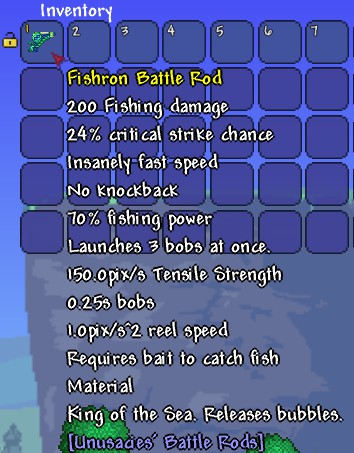 Inventory
1 2 3 4 5 6 7
Fishron Battle Rod
200 Fishing damage
24% critical strike chance
Insanely fast speed
No knockback
70% fishing power
Launches 3 bobs at once.
150.0pix/s Tensile Strength
0.25s bobs
1.0pix/s^2 reel speed
Requires bait to catch fish
Material
King of the Sea. Releases bubbles.
[Unusacies' Battle Rods]